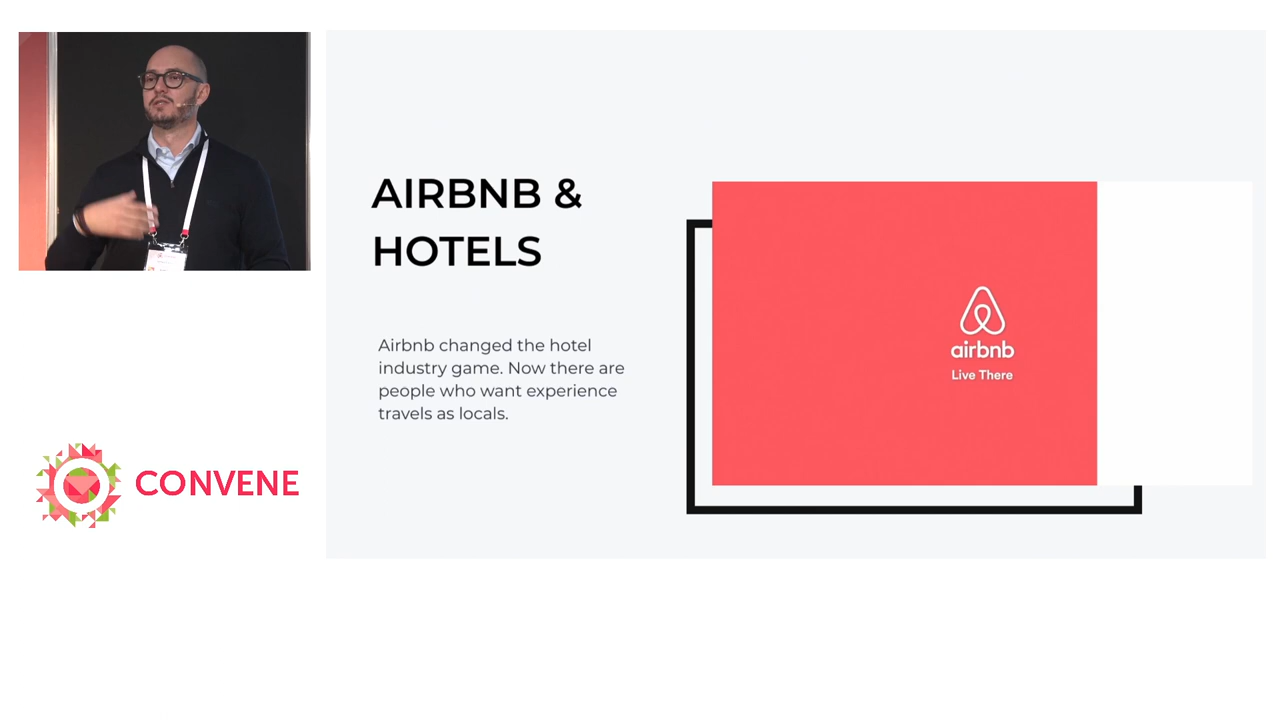 AIRBNB &
HOTELS
Airbnb changed the hotel
industry game. Now there are
people who want experience
travels as locals.
airbnb
Live There
CONVENE